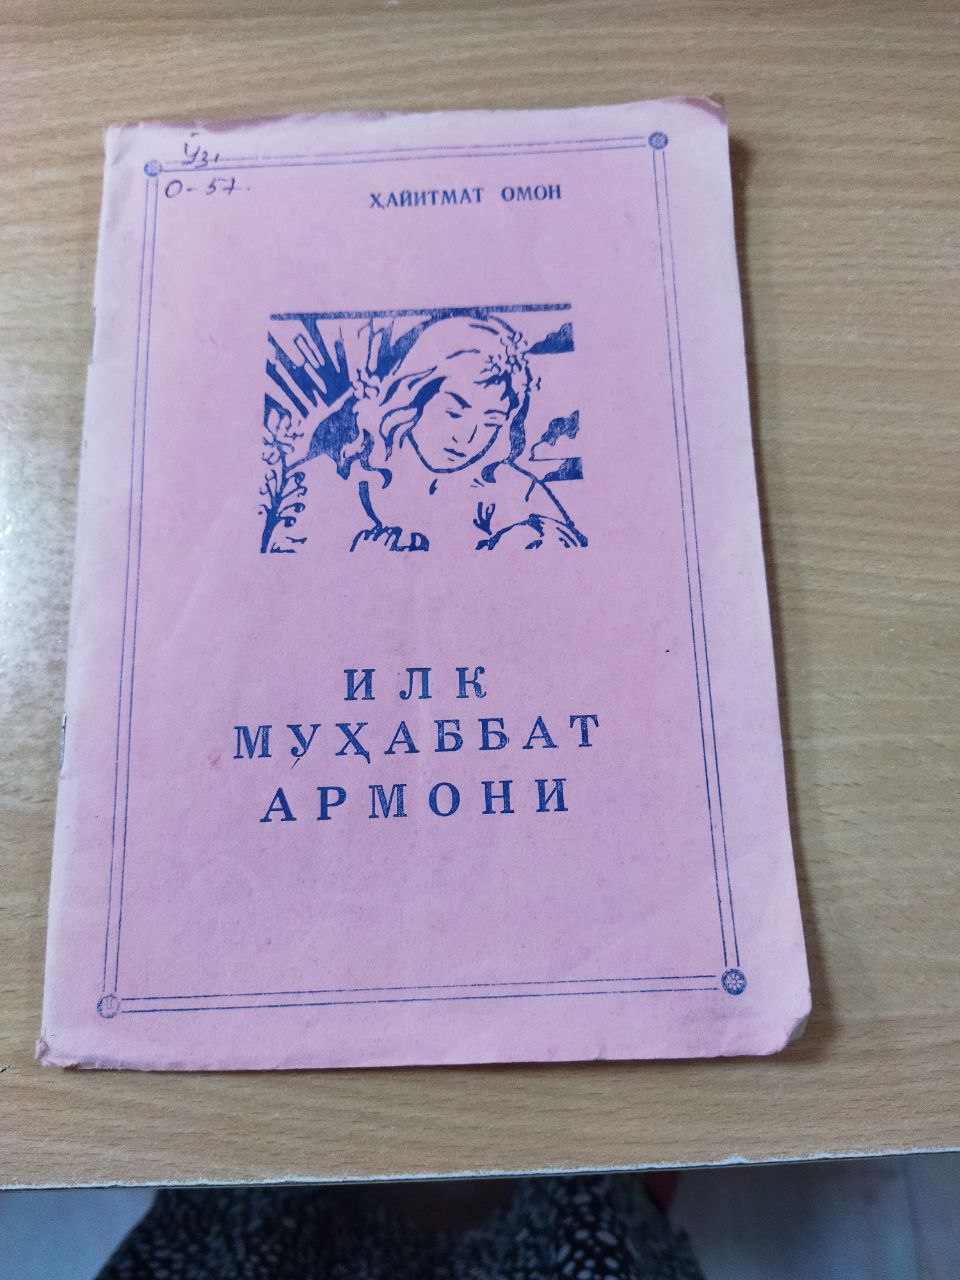 Ўз
О-57.
ҲАЙИТМАТ ОМОН
ИЛК
МУҲАББАТ
АРМОНИ